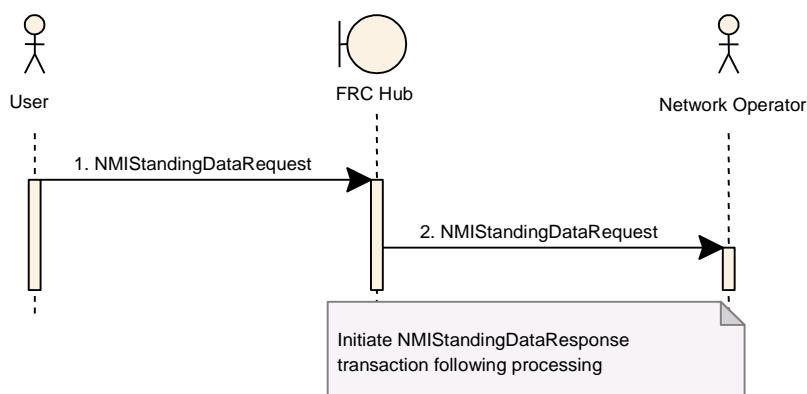 User
FRC Hub
Network Operator
1. NMIStandingDataRequest
2. NMIStandingDataRequest
Initiate NMIStandingDataResponse
transaction following processing